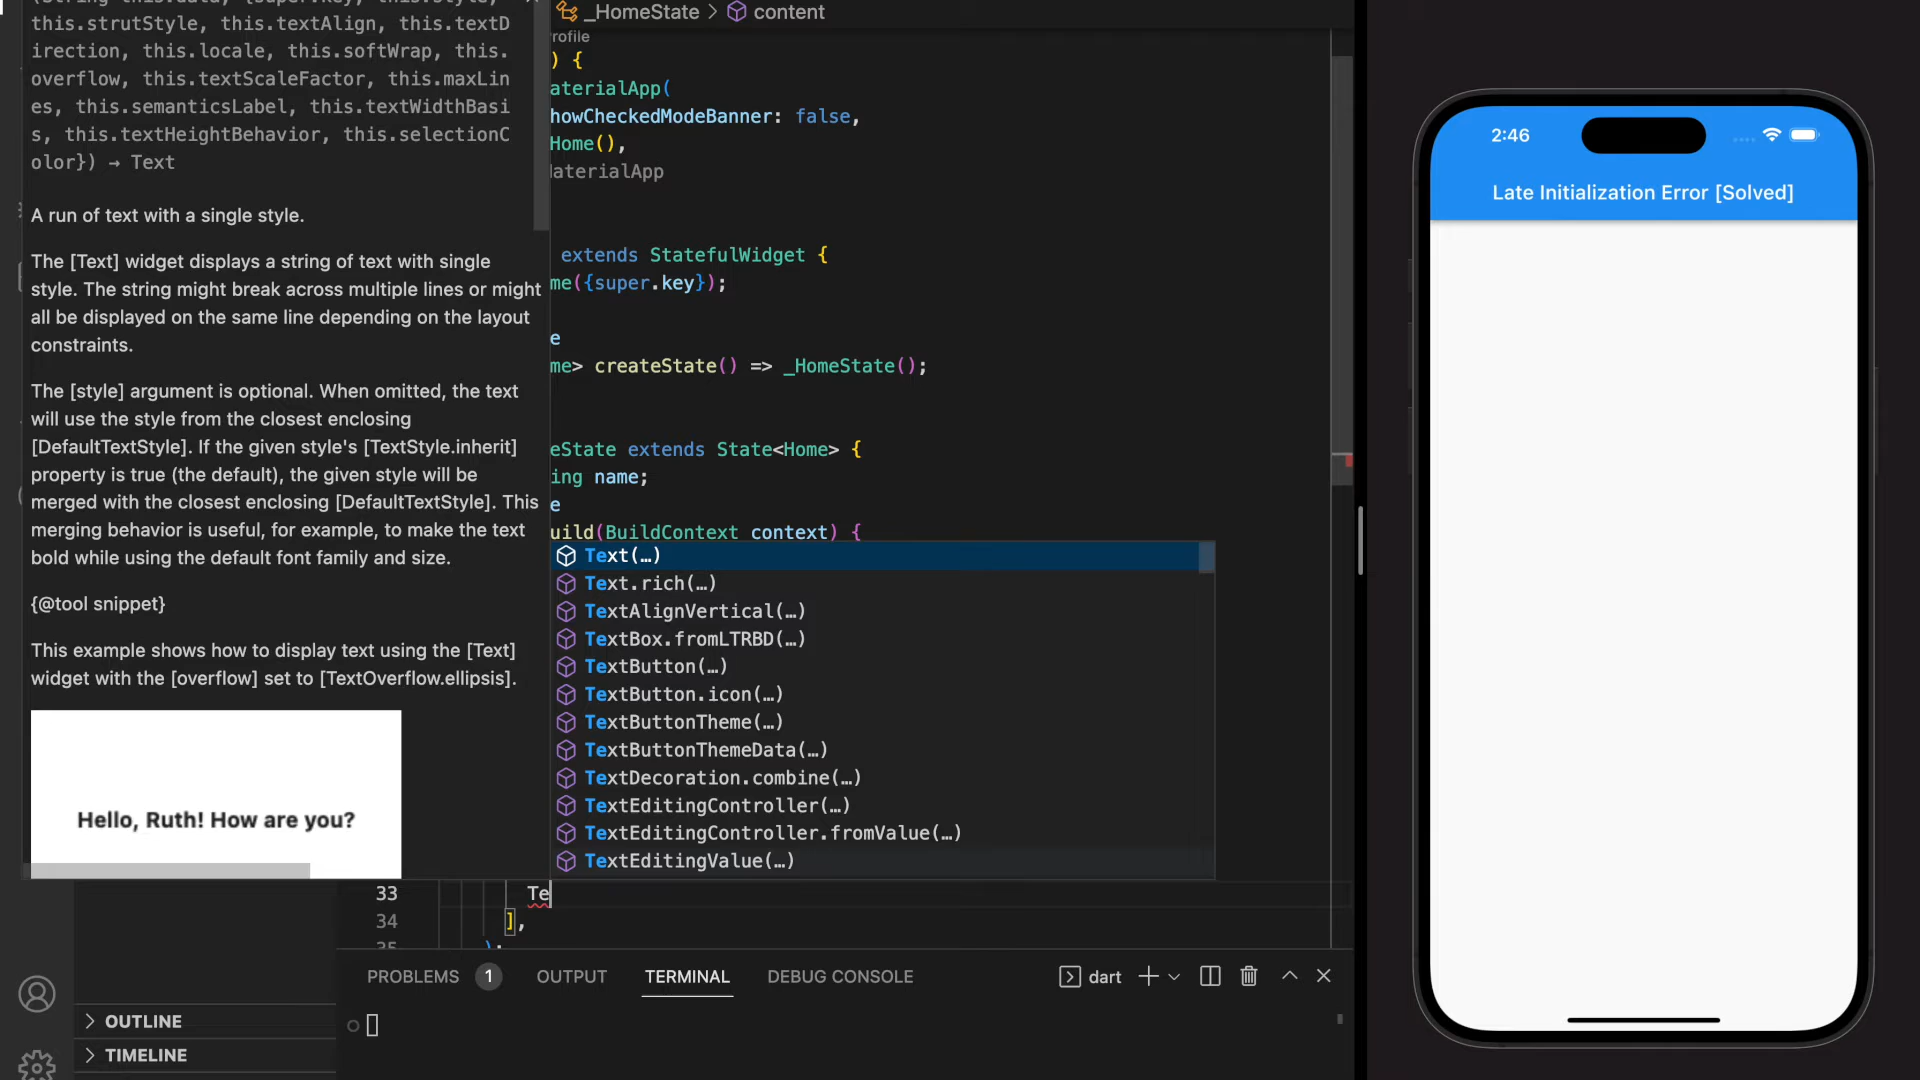 this.strutStyle, this.textAlign, this.textD
irection, this.locale, this.softWrap, this.
overflow, this.textScaleFactor, this.maxLin
es, this.semanticsLabel, this.textWidthBasi
s, this.textHeightBehavior, this.selectionC
olor}) → Text
A run of text with a single style.
The [Text] widget displays a string of text with single
style. The string might break across multiple lines or might
all be displayed on the same line depending on the layout
constraints.
The [style] argument is optional. When omitted, the text
will use the style from the closest enclosing
[DefaultTextStyle]. If the given style's [TextStyle.inherit]
property is true (the default), the given style will be
merged with the closest enclosing [DefaultTextStyle]. This
merging behavior is useful, for example, to make the text
bold while using the default font family and size.
{@tool snippet}
This example shows how to display text using the [Text]
widget with the [overflow] set to [TextOverflow.ellipsis].
Hello, Ruth! How are you?
_HomeState > content
rofile
) {
aterialApp(
howCheckedModeBanner: false,
Home(),
MaterialApp
extends StatefulWidget {
me({super.key});
e
me> createState() => _HomeState();
eState extends State<Home> {
ing name;
e
uild(BuildContext context) {
Text(…)
Text.rich(…)
TextAlignVertical(…)
TextBox.fromLTRBD(…)
TextButton(…)
TextButton.icon(…)
TextButtonTheme(…)
TextButtonThemeData(…)
TextDecoration.combine(…)
TextEditingController(…)
TextEditingController.fromValue(…)
TextEditingValue(…)
33 Te
34 ],
35 );
PROBLEMS 1 OUTPUT TERMINAL DEBUG CONSOLE dart
OUTLINE
TIMELINE
2:46
Late Initialization Error [Solved]